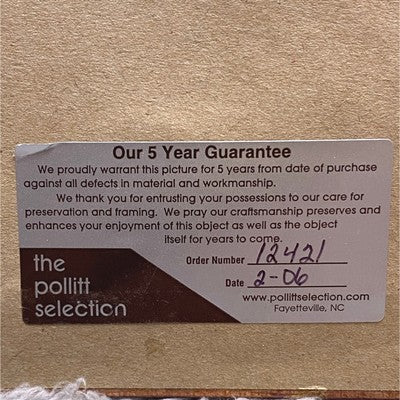 Our 5 Year Guarantee
We proudly warrant this picture for 5 years from date of purchase
against all defects in material and workmanship.
We thank you for entrusting your possessions to our care for
preservation and framing. We pray our craftsmanship preserves and
enhances your enjoyment of this object as well as the object
itself for years to come.
the
pollitt
selection
Order Number 12421
Date 2-06
www.pollittselection.com
Fayetteville, NC